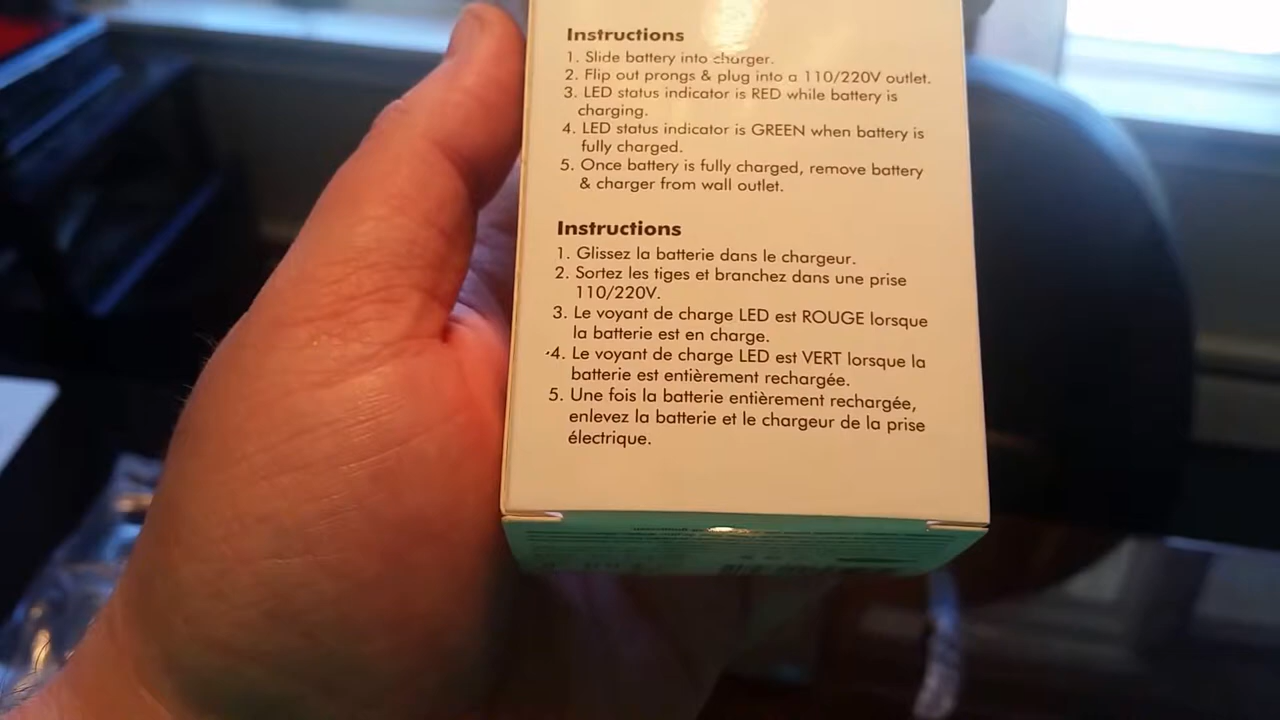 Instructions
1. Slide battery into charger.
2. Flip out prongs & plug into a 110/220V outlet.
3. LED status indicator is RED while battery is
charging.
4. LED status indicator is GREEN when battery is
fully charged.
5. Once battery is fully charged, remove battery
& charger from wall outlet.
Instructions
1. Glissez la batterie dans le chargeur.
2. Sortez les tiges et branchez dans une prise
110/220V.
3. Le voyant de charge LED est ROUGE lorsque
la batterie est en charge.
4. Le voyant de charge LED est VERT lorsque la
batterie est entièrement rechargée.
5. Une fois la batterie entièrement rechargée,
enlevez la batterie et le chargeur de la prise
électrique.